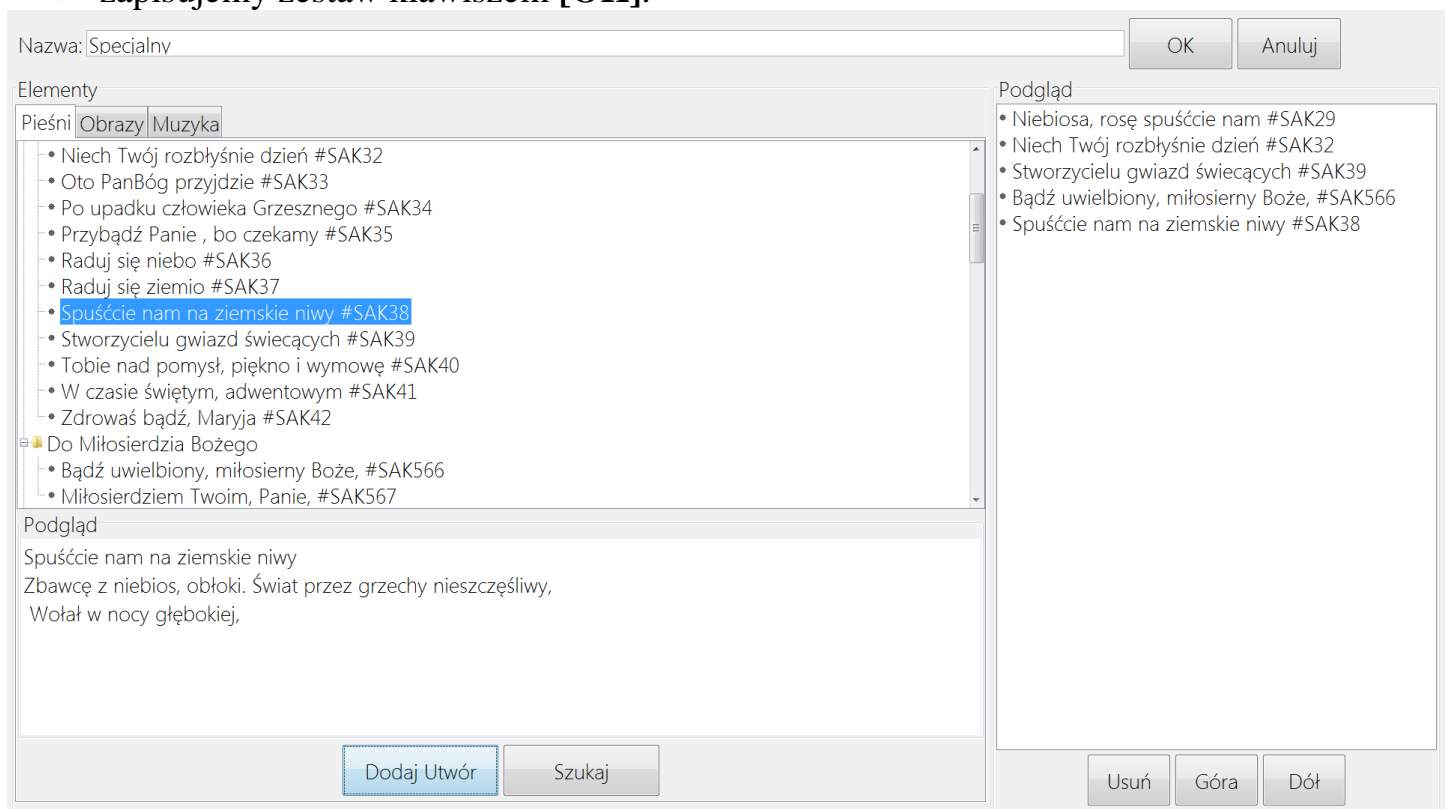 zapisujemy zestaw klawiszem [OK].
Nazwa: Specjalny
OK
Anuluj
Elementy
Pieśni Obrazy Muzyka
Niech Twój rozbłyśnie dzień #SAK32
Oto PanBóg przyjdzie #SAK33
Po upadku człowieka Grzesznego #SAK34
Przybądź Panie , bo czekamy #SAK35
Raduj się niebo #SAK36
Raduj się ziemio #SAK37
Spuśćcie nam na ziemskie niwy #SAK38
Stworzycielu gwiazd świecących #SAK39
Tobie nad pomysł, piękno i wymowę #SAK40
W czasie świętym, adwentowym #SAK41
Zdrowaś bądź, Maryja #SAK42
Do Miłosierdzia Bożego
Bądź uwielbiony, miłosierny Boże, #SAK566
Miłosierdziem Twoim, Panie, #SAK567
Podgląd
Spuśćcie nam na ziemskie niwy
Zbawcę z niebios, obłoki. Świat przez grzechy nieszczęśliwy,
Wołał w nocy głębokiej,
Dodaj Utwór
Szukaj
Podgląd
Niebiosa, rosę spuśćcie nam #SAK29
Niech Twój rozbłyśnie dzień #SAK32
Stworzycielu gwiazd świecących #SAK39
Bądź uwielbiony, miłosierny Boże, #SAK566
Spuśćcie nam na ziemskie niwy #SAK38
Usuń
Góra
Dół